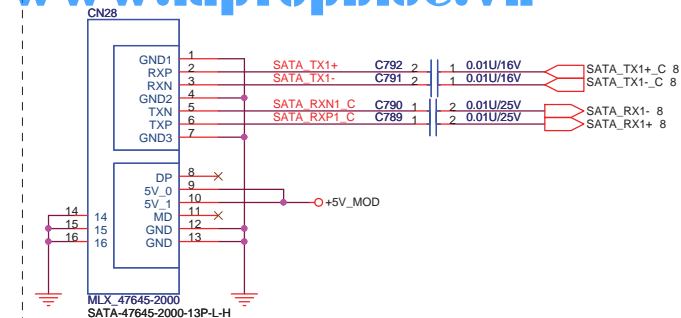 www.laptopblue.vn
CN28
GND1 1
RXP 2 SATA_TX1+ C792 2 1 0.01U/16V SATA_TX1+_C 8
RXN 3 SATA_TX1- C791 2 1 0.01U/16V SATA_TX1-_C 8
GND2 4
TXN 5 SATA_RXN1_C C790 1 2 0.01U/25V SATA_RX1- 8
TXP 6 SATA_RXP1_C C789 1 2 0.01U/25V SATA_RX1+ 8
GND3 7
DP 8
5V_0 9
5V_1 10 +5V_MOD
14 14 MD 11
15 15 GND 12
16 16 GND 13
MLX_47645-2000
SATA-47645-2000-13P-L-H